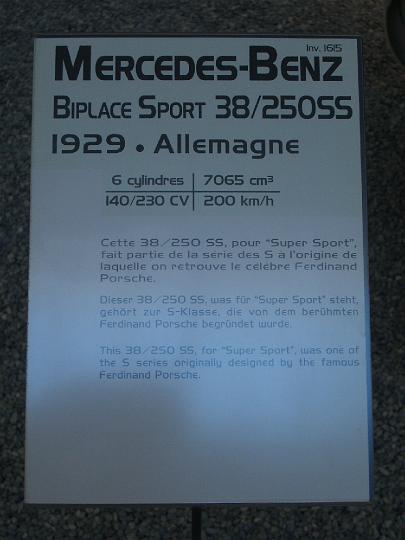 Inv. 1615
MERCEDES-BENZ
BIPLACE SPORT 38/250SS
1929 • Allemagne
6 cylindres | 7065 cm³
140/230 CV | 200 km/h
Cette 38/250 SS, pour "Super Sport",
fait partie de la série des S à l'origine de
laquelle on retrouve le célèbre Ferdinand
Porsche.
Dieser 38/250 SS, was für "Super Sport" steht,
gehört zur S-Klasse, die von dem berühmten
Ferdinand Porsche begründet wurde.
This 38/250 SS, for "Super Sport", was one of
the S series originally designed by the famous
Ferdinand Porsche.